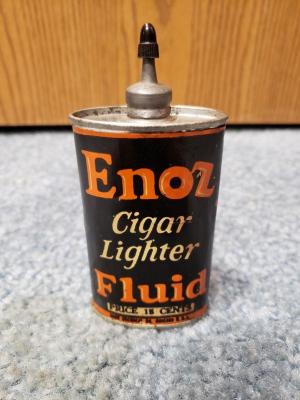 Enoz
Cigar
Lighter
Fluid
PRICE 15 CENTS